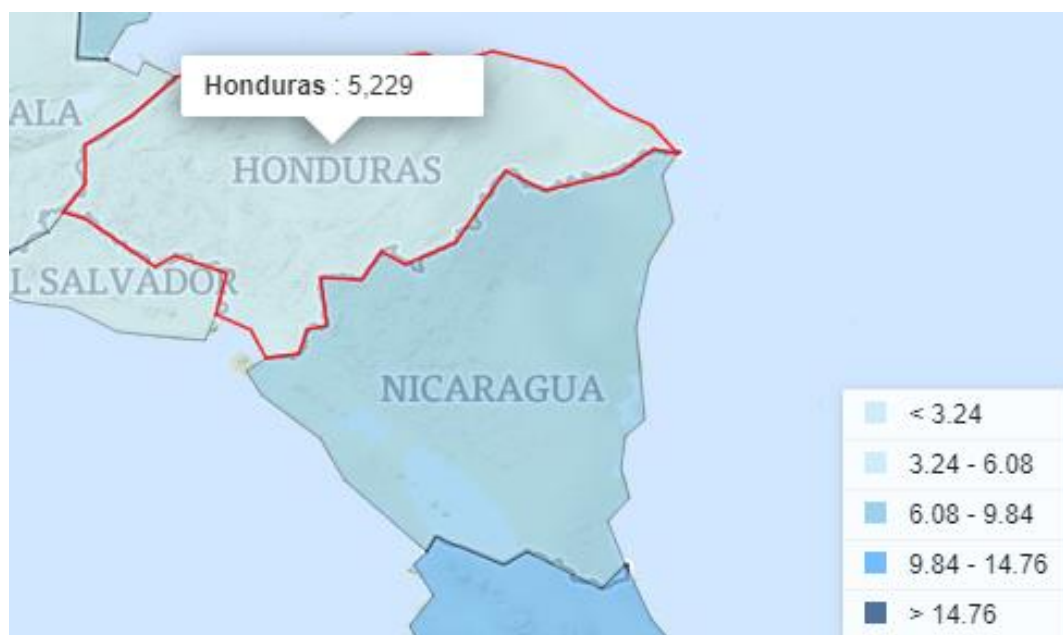 Honduras : 5,229
ALA
HONDURAS
L SALVADOR
NICARAGUA
< 3.24
3.24 - 6.08
6.08 - 9.84
9.84 - 14.76
> 14.76